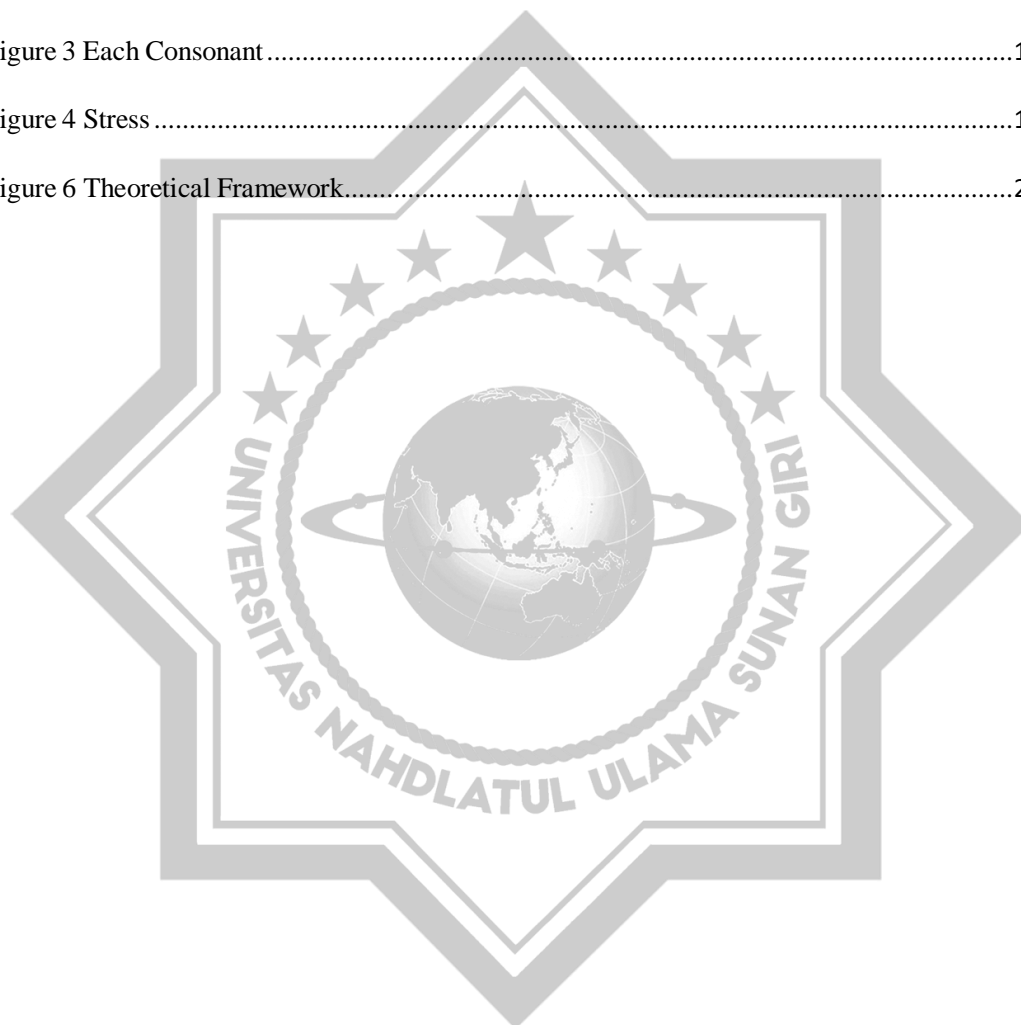 igure 3 Each Consonant.......................................................................................................1
igure 4 Stress.......................................................................................................................1
igure 6 Theoretical Framework............................................................................................2
UNIVERSITAS NAHDLATUL ULAMA SUNAN GIRI